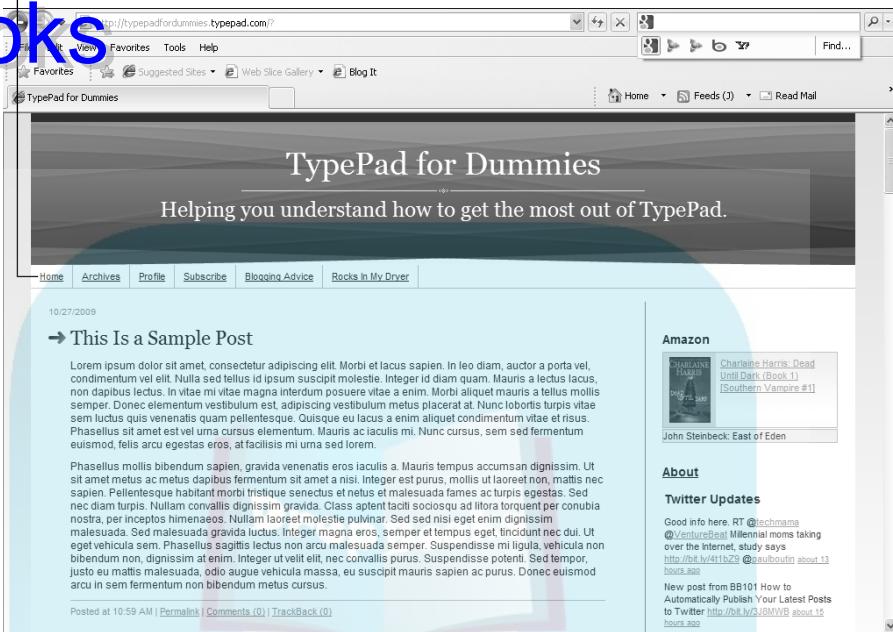 oks
http://typepadfordummies.typepad.com/?
File Edit View Favorites Tools Help
Find...
Favorites Suggested Sites Web Slice Gallery Blog It
TypePad for Dummies
Home Feeds (J) Read Mail
TypePad for Dummies
Helping you understand how to get the most out of TypePad.
Home Archives Profile Subscribe Blogging Advice Rocks In My Dryer
10/27/2009
This Is a Sample Post
Lorem ipsum dolor sit amet, consectetur adipiscing elit. Morbi et lacus sapien. In leo diam, auctor a porta vel,
condimentum vel elit. Nulla sed tellus id ipsum suscipit molestie. Integer id diam quam. Mauris a lectus lacus,
non dapibus lectus. In vitae mi vitae magna interdum posuere vitae a enim. Morbi aliquet mauris a tellus mollis
semper. Donec elementum vestibulum est, adipiscing vestibulum metus placerat at. Nunc lobortis turpis vitae
sem luctus quis venenatis quam pellentesque. Quisque eu lacus a enim aliquet condimentum vitae et risus.
Phasellus sit amet est vel urna cursus elementum. Mauris ac iaculis mi. Nunc cursus, sem sed fermentum
euismod, felis arcu egestas eros, at facilisis mi urna sed lorem.
Phasellus mollis bibendum sapien, gravida venenatis eros iaculis a. Mauris tempus accumsan dignissim. Ut
sit amet metus ac metus dapibus fermentum sit amet a nisi. Integer est purus, mollis ut laoreet non, mattis nec
sapien. Pellentesque habitant morbi tristique senectus et netus et malesuada fames ac turpis egestas. Sed
nec diam turpis. Nullam convallis dignissim gravida. Class aptent taciti sociosqu ad litora torquent per conubia
nostra, per inceptos himenaeos. Nullam laoreet molestie pulvinar. Sed sed nisi eget enim dignissim
malesuada. Sed malesuada gravida luctus. Integer magna eros, semper et tempus eget, tincidunt nec dui. Ut
eget vehicula sem. Phasellus sagittis lectus non arcu malesuada semper. Suspendisse mi ligula, vehicula non
bibendum non, dignissim at enim. Integer ut velit elit, nec convallis purus. Suspendisse potenti. Sed tempor,
justo eu mattis malesuada, odio augue vehicula massa, eu suscipit mauris sapien ac purus. Donec euismod
arcu in sem fermentum non bibendum metus cursus.
Posted at 10:59 AM | Permalink | Comments (0) | TrackBack (0)
Amazon
CHARLAINE
HARRIS
Charlaine Harris: Dead
Until Dark (Book 1)
[Southern Vampire #1]
John Steinbeck: East of Eden
About
Twitter Updates
Good info here. RT @techmama
@VentureBeat Millennial moms taking
over the Internet, study says
http://bit.ly/4t1bZ9 @paulboutin about 13
hours ago
New post from BB101 How to
Automatically Publish Your Latest Posts
to Twitter http://bit.ly/3J8MWB about 15
hours ago